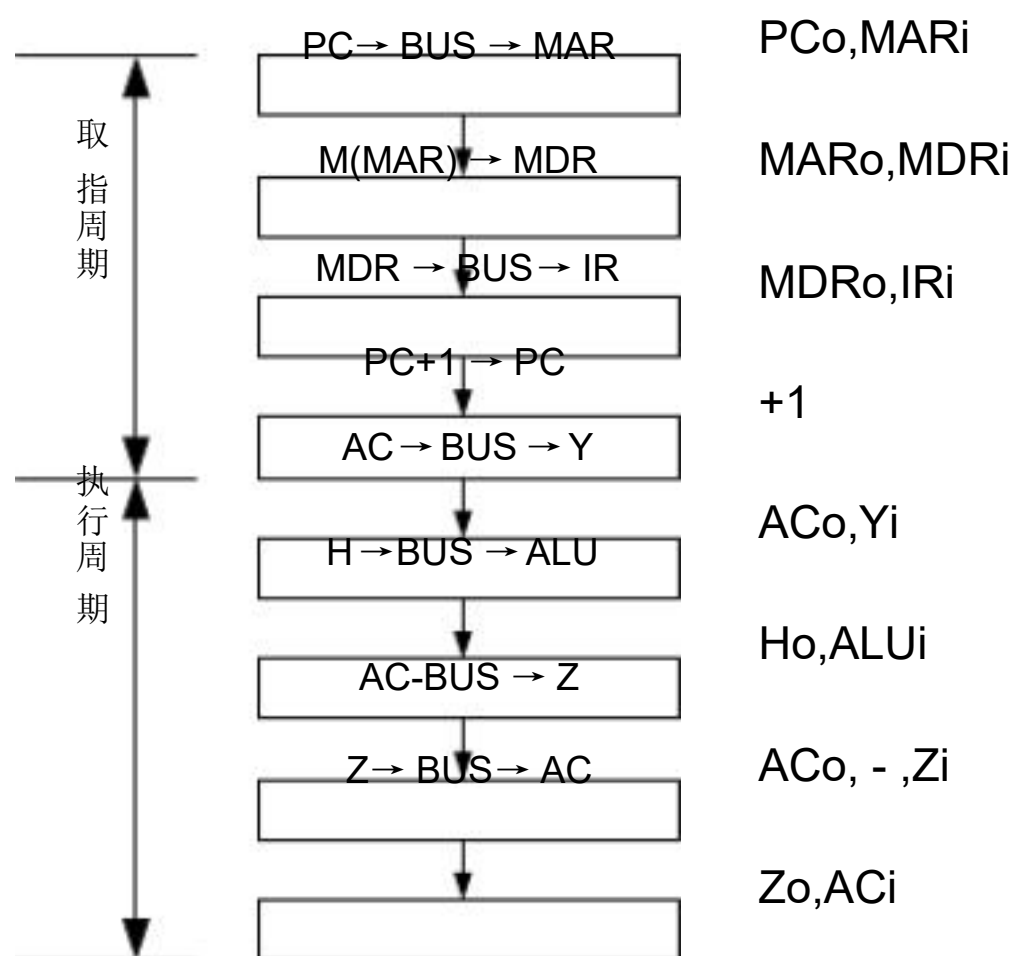 PC→ BUS → MAR
PCo,MARi
取
指
周
期
M(MAR) → MDR
MARo,MDRi
MDR → BUS→ IR
MDRo,IRi
PC+1 → PC
+1
AC→ BUS → Y
ACo,Yi
执
行
周
期
H→BUS →ALU
Ho,ALUi
AC-BUS → Z
ACo, - ,Zi
Z→ BUS→ AC
Zo,ACi